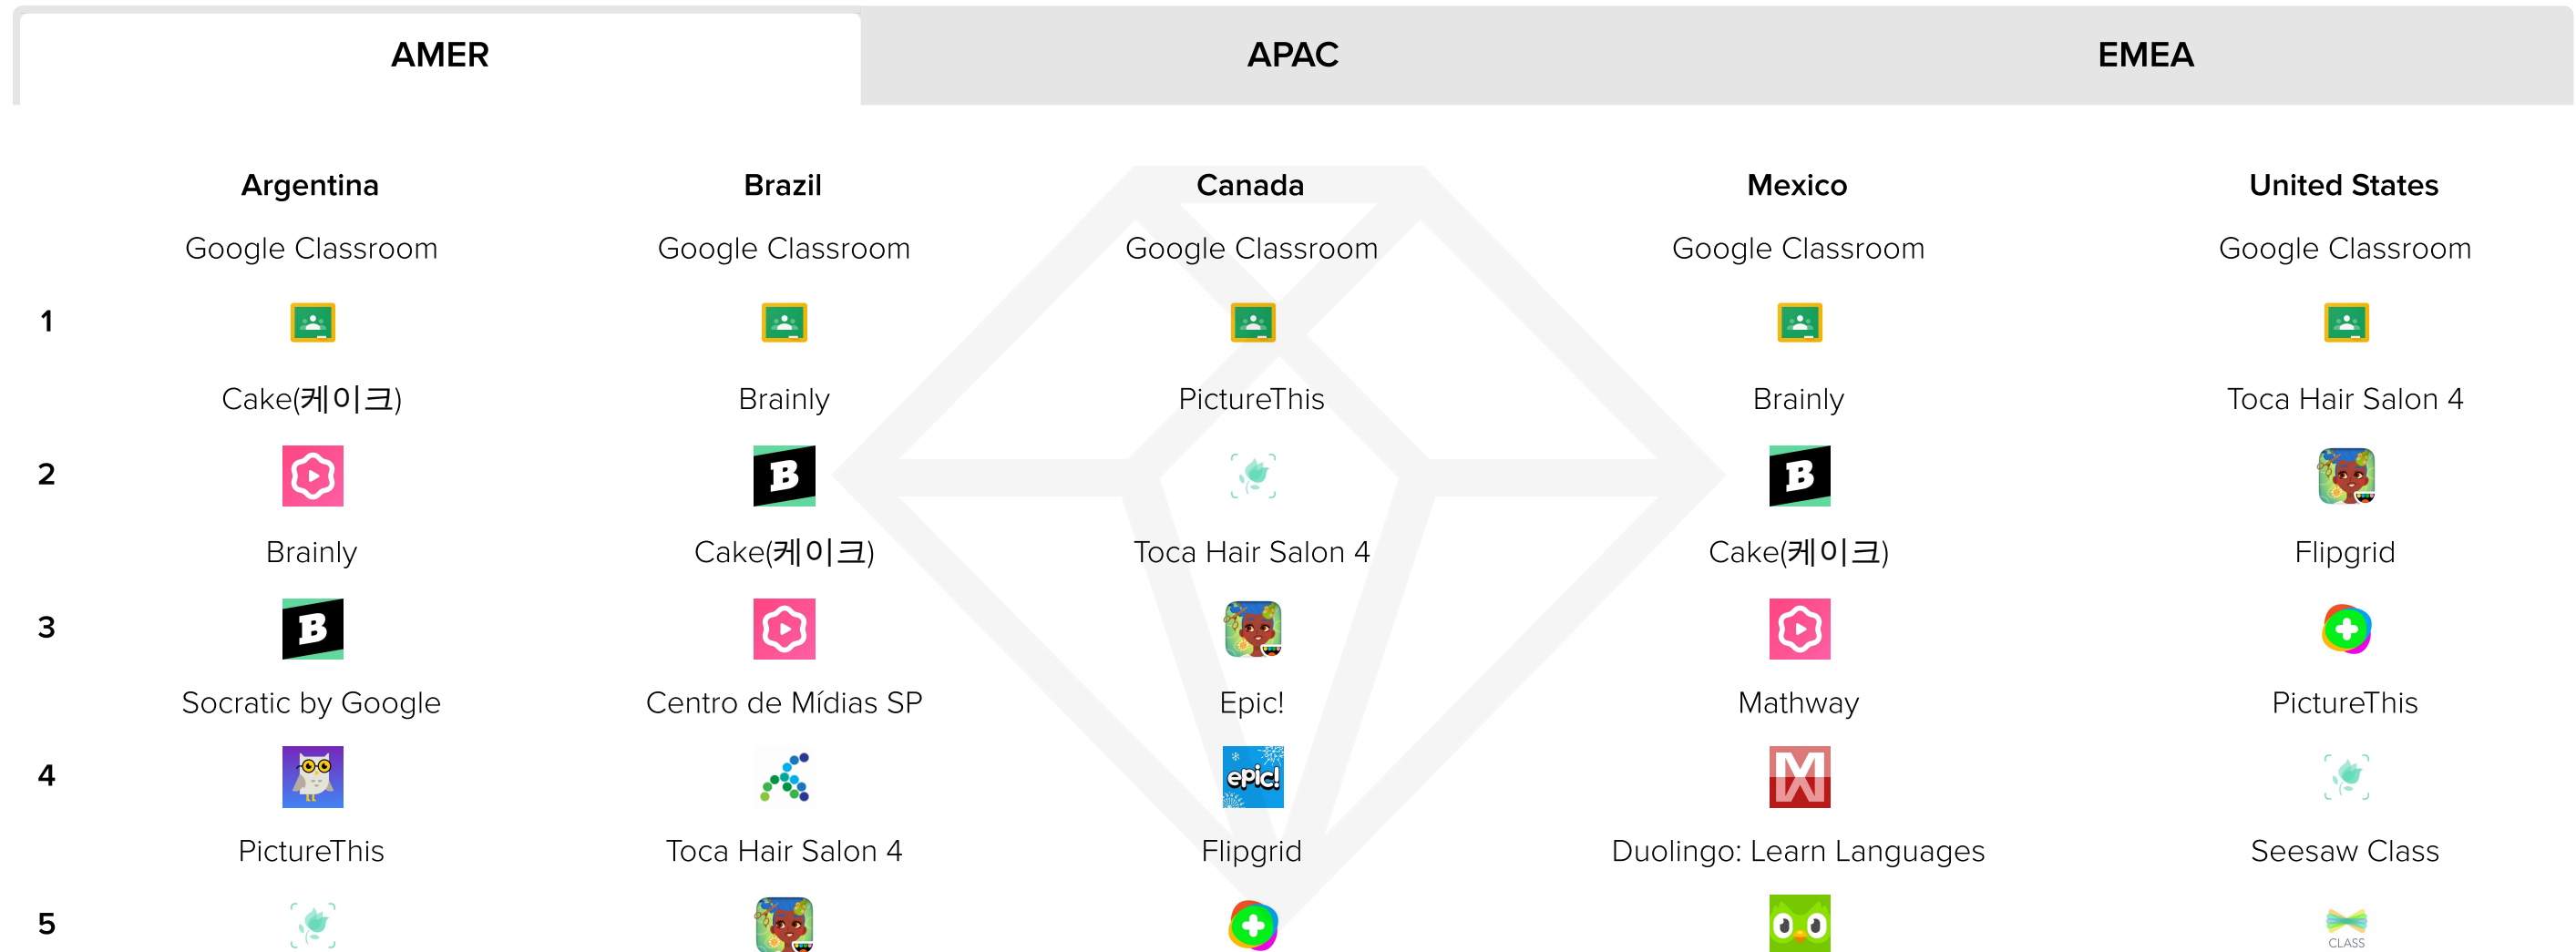 AMER APAC EMEA
Argentina Brazil Canada Mexico United States
Google Classroom Google Classroom Google Classroom Google Classroom Google Classroom
1
Cake(케이크) Brainly PictureThis Brainly Toca Hair Salon 4
2 B B
Brainly Cake(케이크) Toca Hair Salon 4 Cake(케이크) Flipgrid
3 B
Socratic by Google Centro de Mídias SP Epic! Mathway PictureThis
4 epic! M
PictureThis Toca Hair Salon 4 Flipgrid Duolingo: Learn Languages Seesaw Class
5
CLASS